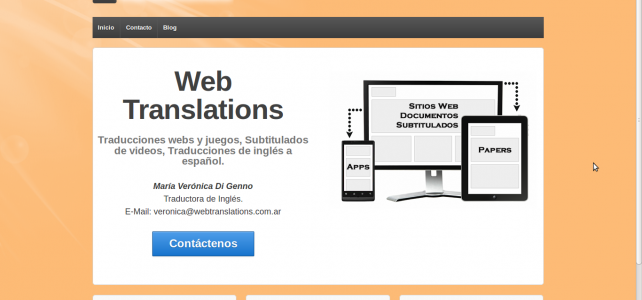 Inicio Contacto Blog
Web
Translations
Traducciones webs y juegos, Subtitulados
de videos, Traducciones de inglés a
español.
María Verónica Di Genno
Traductora de Inglés.
E-Mail: veronica@webtranslations.com.ar
Contáctenos
Sitios Web
Documentos
Subtitulados
Apps
Papers